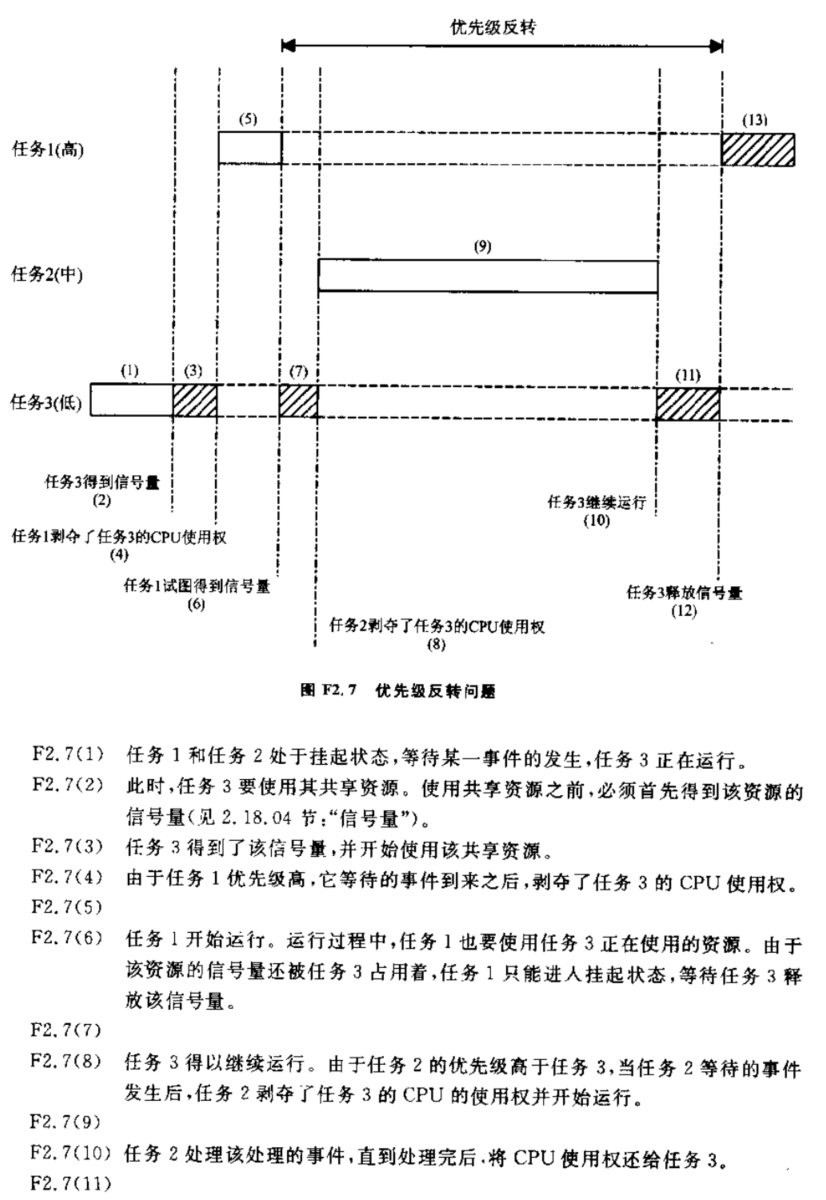 优先级反转
(5)
(13)
任务1(高)
(9)
任务2(中)
(1)
(3)
(7)
(11)
任务3(低)
任务3得到信号量
(2)
任务3继续运行
(10)
任务1剥夺了任务3的CPU使用权
(4)
任务1试图得到信号量
(6)
任务3释放信号量
(12)
任务2剥夺了任务3的CPU使用权
(8)
图 F2.7 优先级反转问题
F2.7(1) 任务 1 和任务 2 处于挂起状态,等待某一事件的发生,任务 3 正在运行。
F2.7(2) 此时,任务 3 要使用其共享资源。使用共享资源之前,必须首先得到该资源的
信号量(见 2.18.04 节:“信号量”)。
F2.7(3) 任务 3 得到了该信号量,并开始使用该共享资源。
F2.7(4) 由于任务 1 优先级高,它等待的事件到来之后,剥夺了任务 3 的 CPU 使用权。
F2.7(5)
F2.7(6) 任务 1 开始运行。运行过程中,任务 1 也要使用任务 3 正在使用的资源。由于
该资源的信号量还被任务 3 占用着,任务 1 只能进入挂起状态,等待任务 3 释
放该信号量。
F2.7(7)
F2.7(8) 任务 3 得以继续运行。由于任务 2 的优先级高于任务 3,当任务 2 等待的事件
发生后,任务 2 剥夺了任务 3 的 CPU 的使用权并开始运行。
F2.7(9)
F2.7(10) 任务 2 处理该处理的事件,直到处理完后,将 CPU 使用权还给任务 3。
F2.7(11)